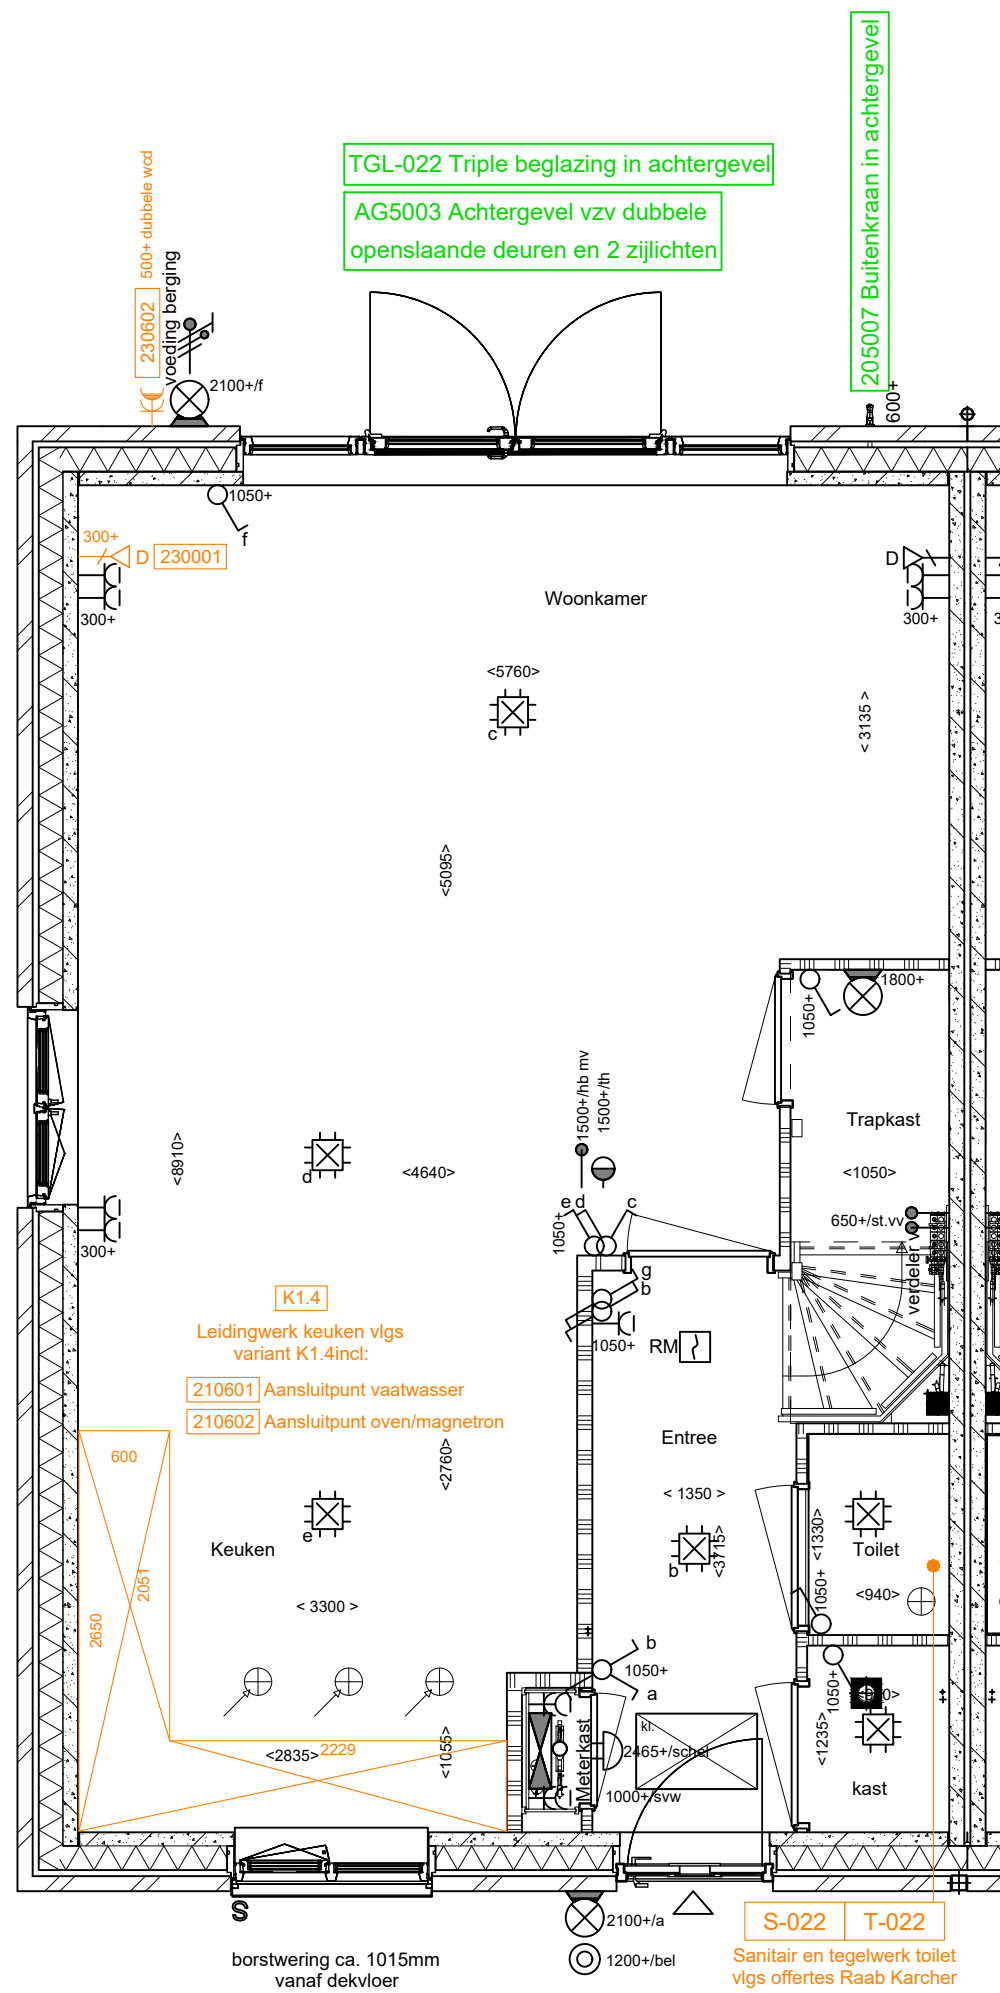 205007 Buitenkraan in achtergevel
TGL-022 Triple beglazing in achtergevel
AG5003 Achtergevel vzv dubbele
openslaande deuren en 2 zijlichten
500+ dubbele wcd
230602
voeding berging
2100+/f
600+
1050+
f
300+
D
230001
300+
D
300+
3
Woonkamer
<5760>
c
< 3135 >
<5095>
1800+
1050+
Trapkast
<1050>
1500+/hb mv
1500+/th
<8910>
d
<4640>
e d
c
1050+
300+
650+/st.vv
verdeler v
g
b
1050+
RM
K1.4
Leidingwerk keuken vlgs
variant K1.4incl:
210601 Aansluitpunt vaatwasser
210602 Aansluitpunt oven/magnetron
600
<2760>
Entree
< 1350 >
e
Keuken
2051
2650
< 3300 >
b
<3715>
<1330>
Toilet
1050+
<940>
b
1050+
a
1050+
<1235>
kast
kl.
Meterkast
2465+/schel
1000+/svw
<2835>
2229
<1055>
S
2100+/a
1200+/bel
borstwering ca. 1015mm
vanaf dekvloer
S-022
T-022
Sanitair en tegelwerk toilet
vlgs offertes Raab Karcher